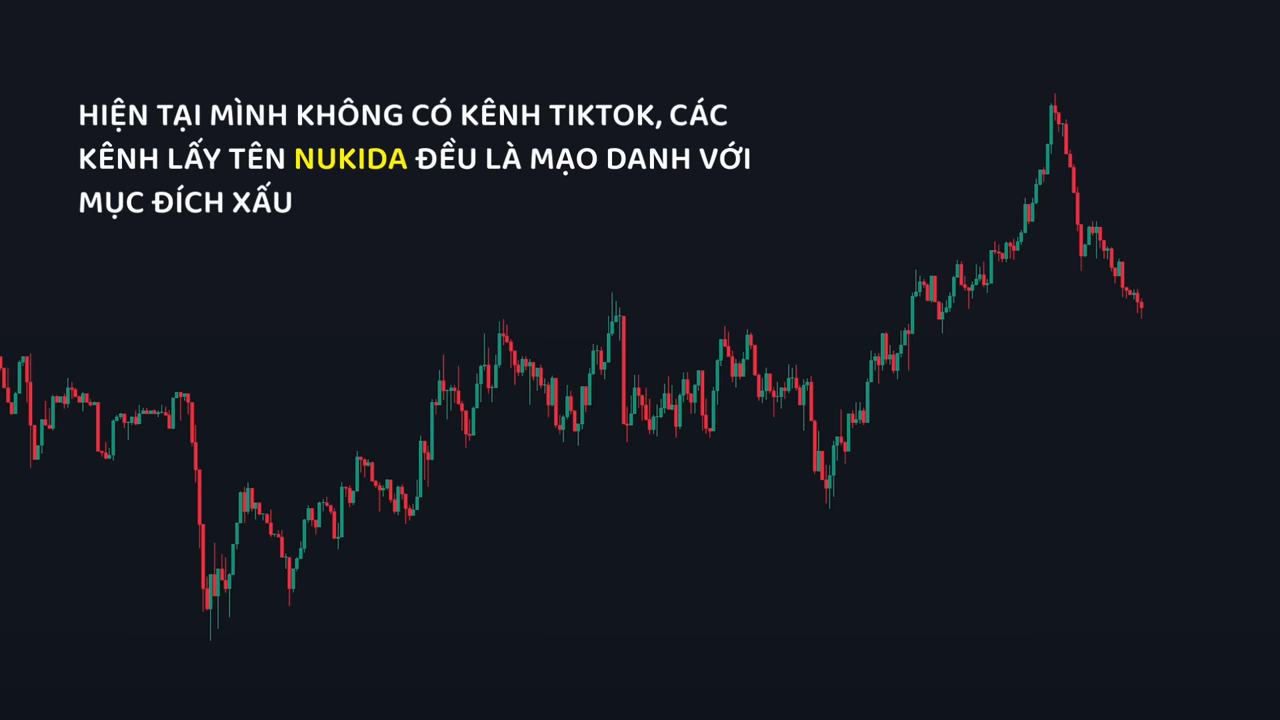 HIỆN TẠI MÌNH KHÔNG CÓ KÊNH TIKTOK, CÁC
KÊNH LẤY TÊN NUKIDA ĐỀU LÀ MẠO DANH VỚI
MỤC ĐÍCH XẤU